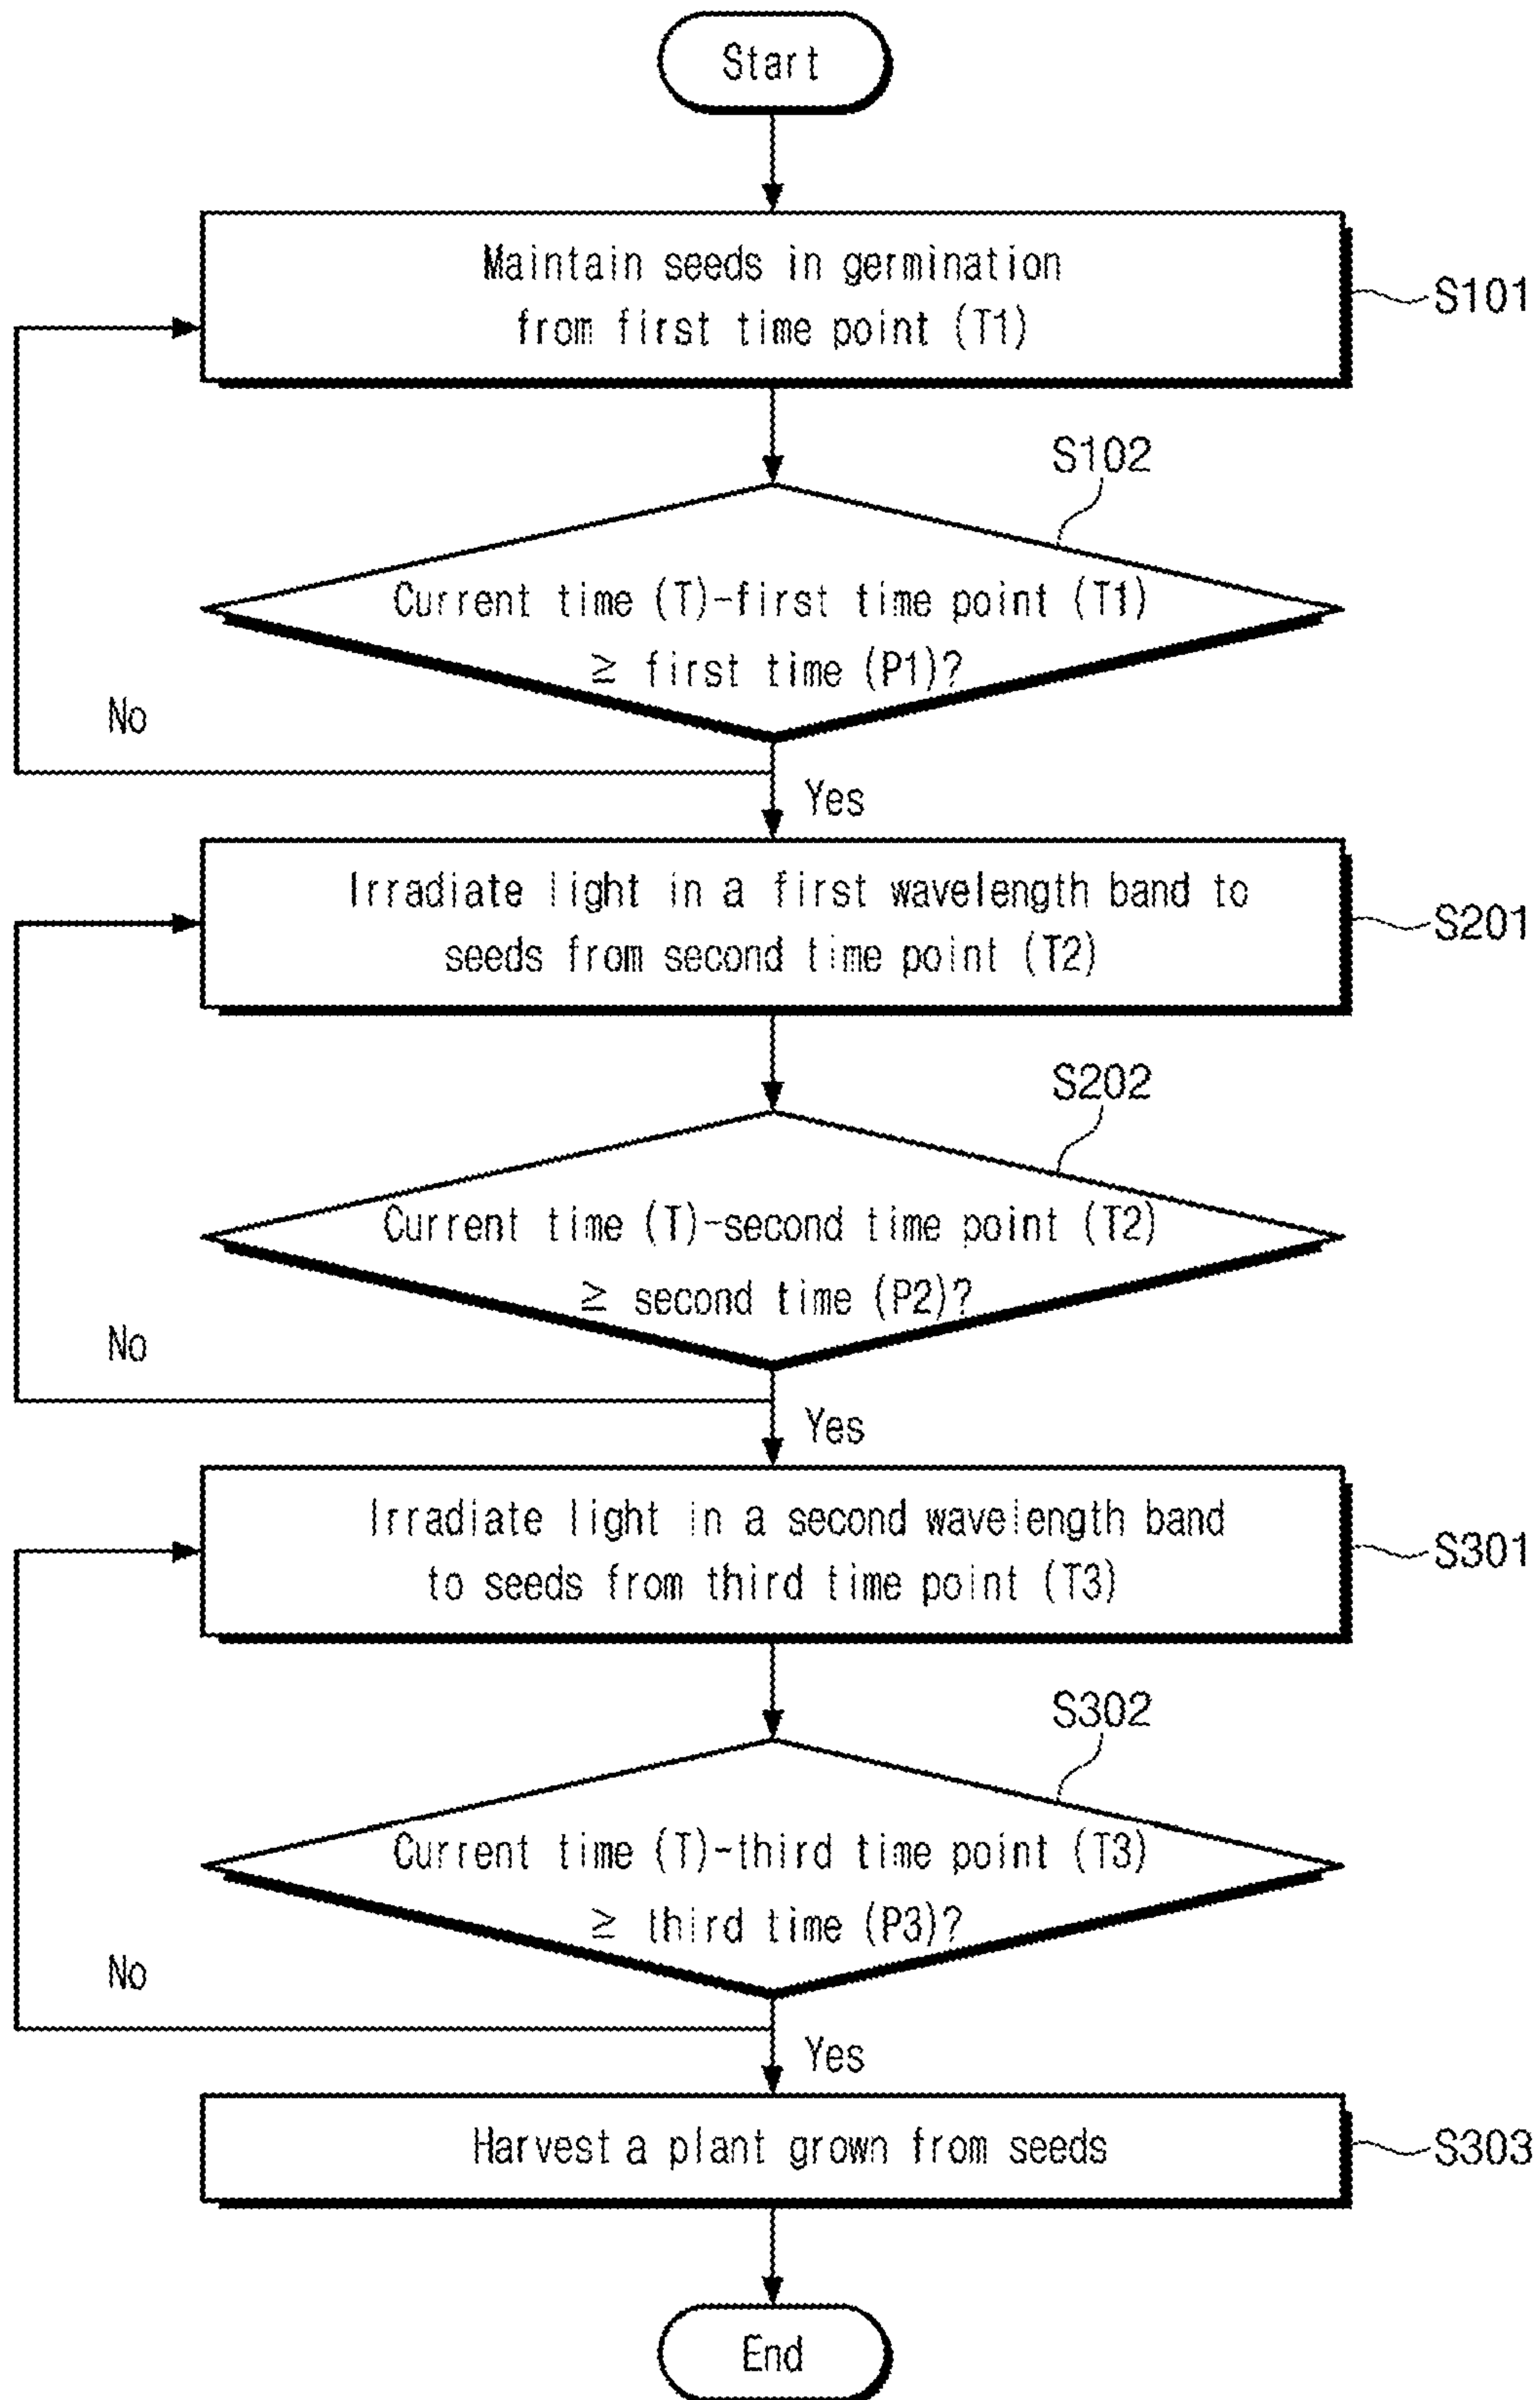 Start
Maintain seeds in germination
from first time point (T1)
S101
S102
Current time (T)-first time point (T1)
≥ first time (P1)?
No
Yes
Irradiate light in a first wavelength band to
seeds from second time point (T2)
S201
S202
Current time (T)-second time point (T2)
≥ second time (P2)?
No
Yes
Irradiate light in a second wavelength band
to seeds from third time point (T3)
S301
S302
Current time (T)-third time point (T3)
≥ third time (P3)?
No
Yes
Harvest a plant grown from seeds
S303
End